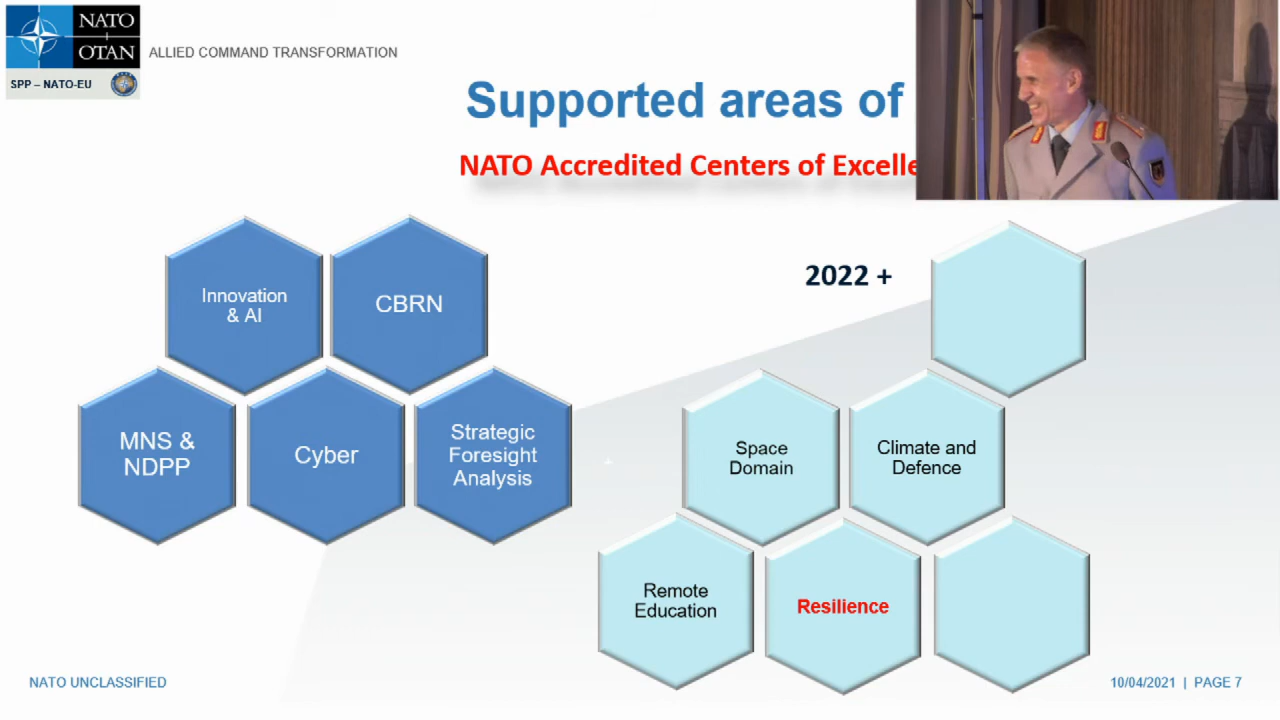 NATO
OTAN
ALLIED COMMAND TRANSFORMATION
SPP – NATO-EU
Supported areas of
NATO Accredited Centers of Excelle
2022 +
Innovation
& AI
CBRN
MNS &
NDPP
Cyber
Strategic
Foresight
Analysis
Space
Domain
Climate and
Defence
Remote
Education
Resilience
NATO UNCLASSIFIED
10/04/2021 | PAGE 7